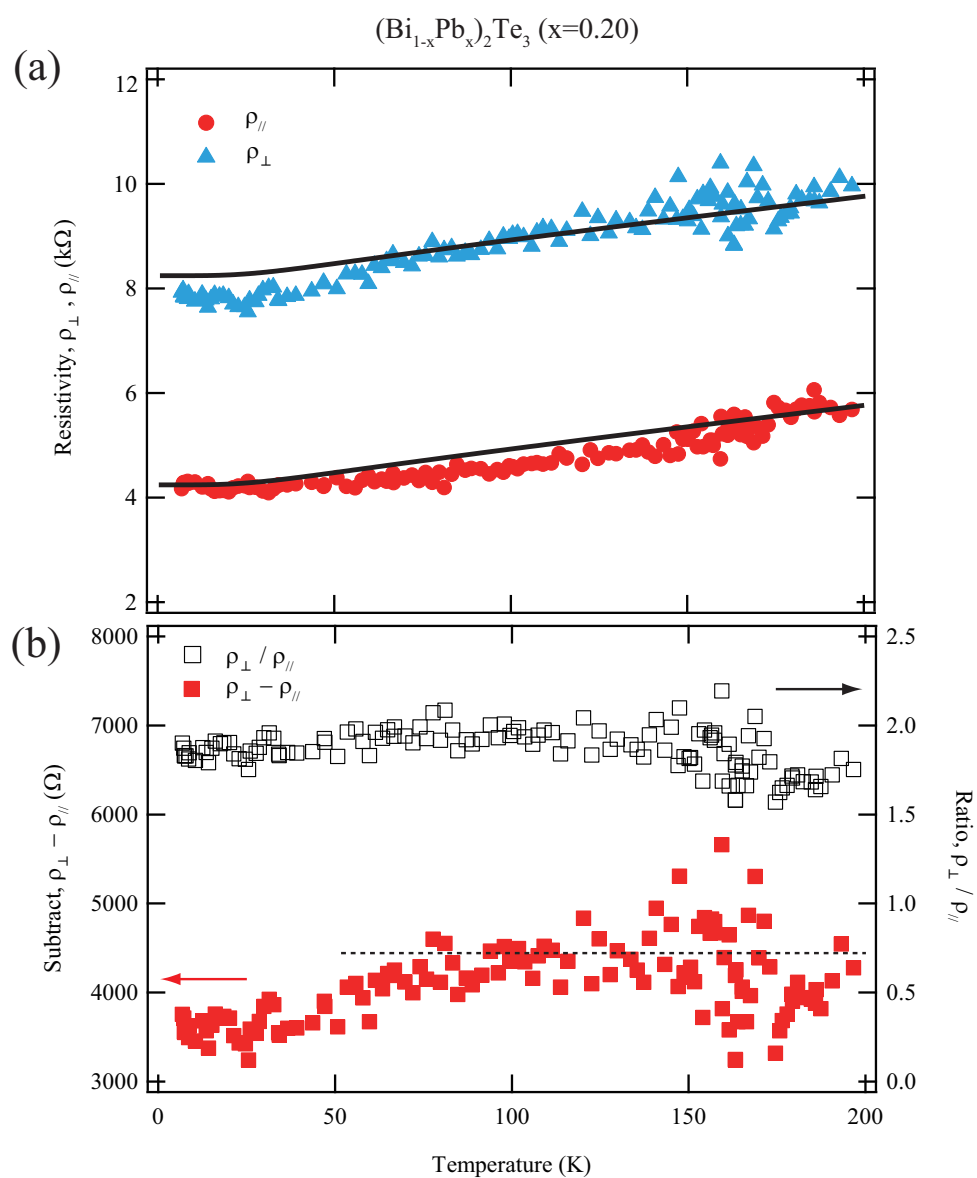 (Bi₁₋ₓPbₓ)₂Te₃ (x=0.20)
(a)
12
10
8
6
4
2
Resistivity, ρ⊥ , ρ// (kΩ)
ρ//
ρ⊥
(b)
8000
7000
6000
5000
4000
3000
Subtract, ρ⊥ − ρ// (Ω)
ρ⊥ / ρ//
ρ⊥ − ρ//
2.5
2.0
1.5
1.0
0.5
0.0
Ratio, ρ⊥ / ρ//
0 50 100 150 200
Temperature (K)